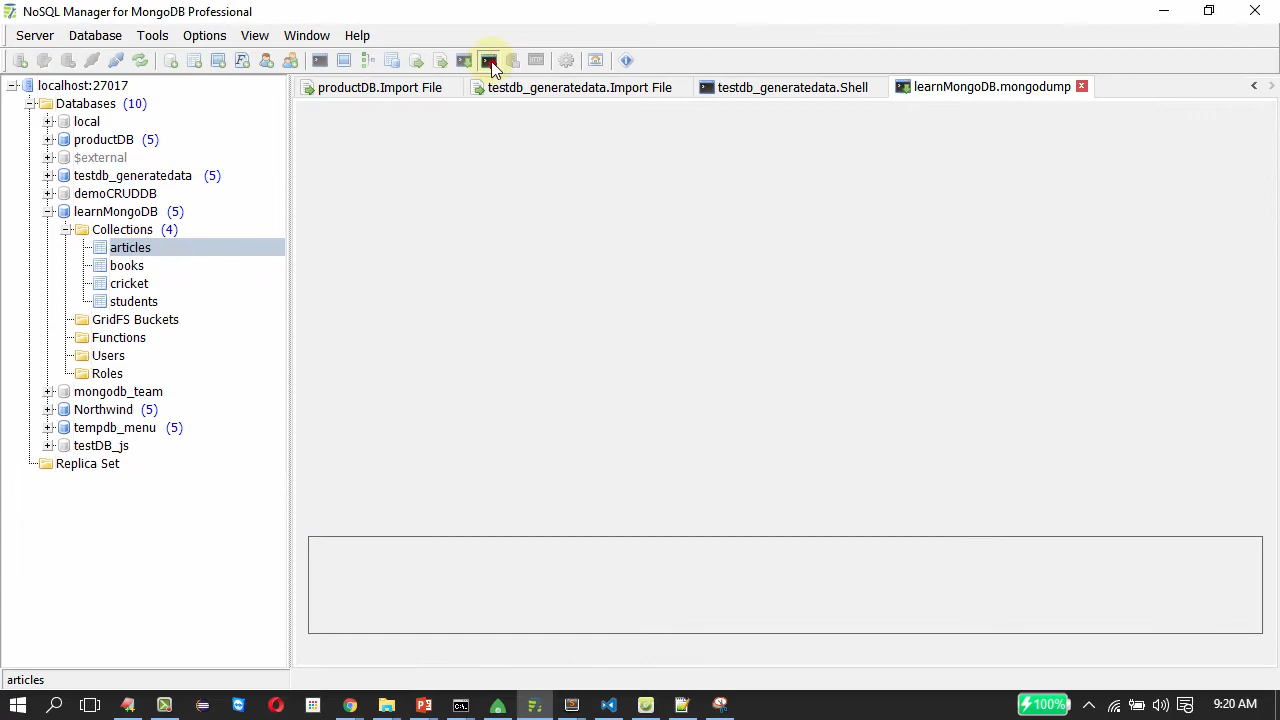 NoSQL Manager for MongoDB Professional
Server Database Tools Options View Window Help
localhost:27017
Databases (10)
local
productDB (5)
$external
testdb_generatedata (5)
demoCRUDDB
learnMongoDB (5)
Collections (4)
articles
books
cricket
students
GridFS Buckets
Functions
Users
Roles
mongodb_team
Northwind (5)
tempdb_menu (5)
testDB_js
Replica Set
productDB.Import File testdb_generatedata.Import File testdb_generatedata.Shell learnMongoDB.mongodump
articles
100% 9:20 AM